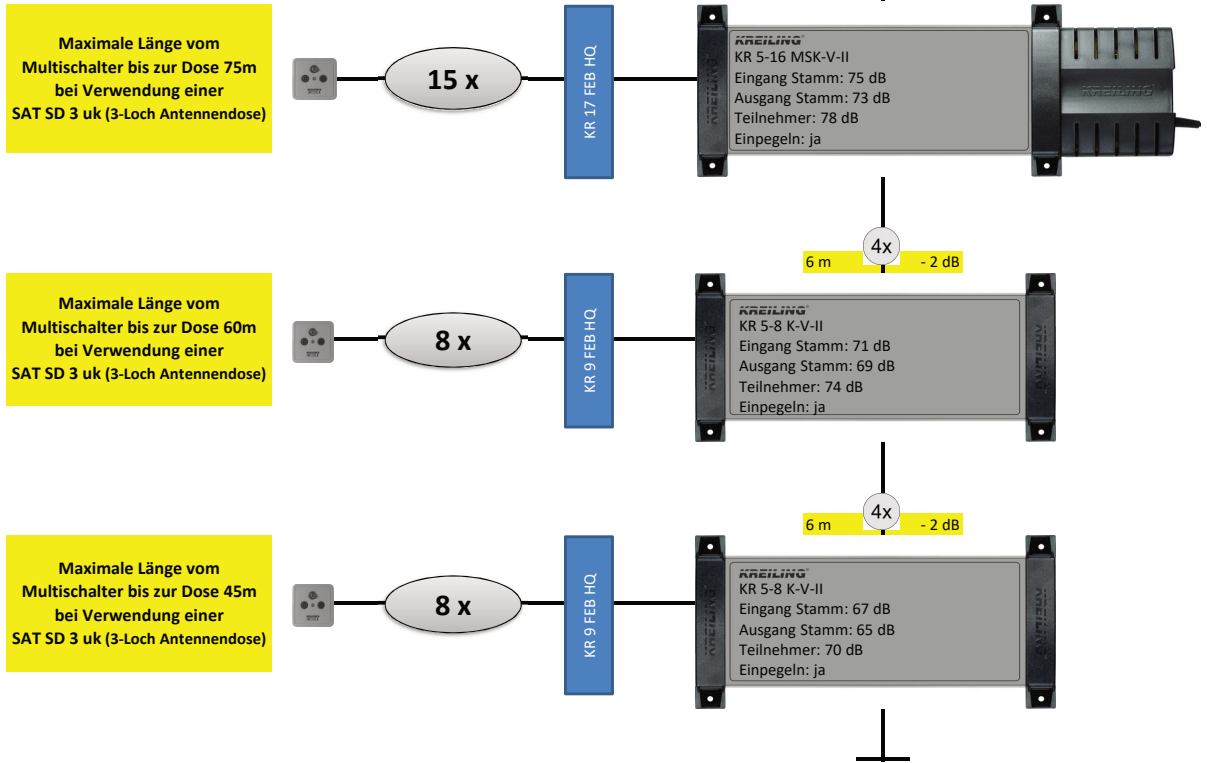 Maximale Länge vom
Multischalter bis zur Dose 75m
bei Verwendung einer
SAT SD 3 uk (3-Loch Antennendose)
15 x
KR 17 FEB HQ
KREILING
KREILING
KR 5-16 MSK-V-II
Eingang Stamm: 75 dB
Ausgang Stamm: 73 dB
Teilnehmer: 78 dB
Einpegeln: ja
KREILING
4x
6 m - 2 dB
Maximale Länge vom
Multischalter bis zur Dose 60m
bei Verwendung einer
SAT SD 3 uk (3-Loch Antennendose)
8 x
KR 9 FEB HQ
KREILING
KREILING
KR 5-8 K-V-II
Eingang Stamm: 71 dB
Ausgang Stamm: 69 dB
Teilnehmer: 74 dB
Einpegeln: ja
KREILING
4x
6 m - 2 dB
Maximale Länge vom
Multischalter bis zur Dose 45m
bei Verwendung einer
SAT SD 3 uk (3-Loch Antennendose)
8 x
KR 9 FEB HQ
KREILING
KREILING
KR 5-8 K-V-II
Eingang Stamm: 67 dB
Ausgang Stamm: 65 dB
Teilnehmer: 70 dB
Einpegeln: ja
KREILING